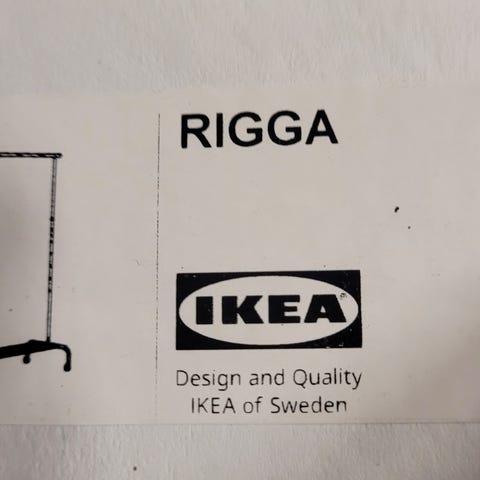 RIGGA
IKEA®
Design and Quality
IKEA of Sweden